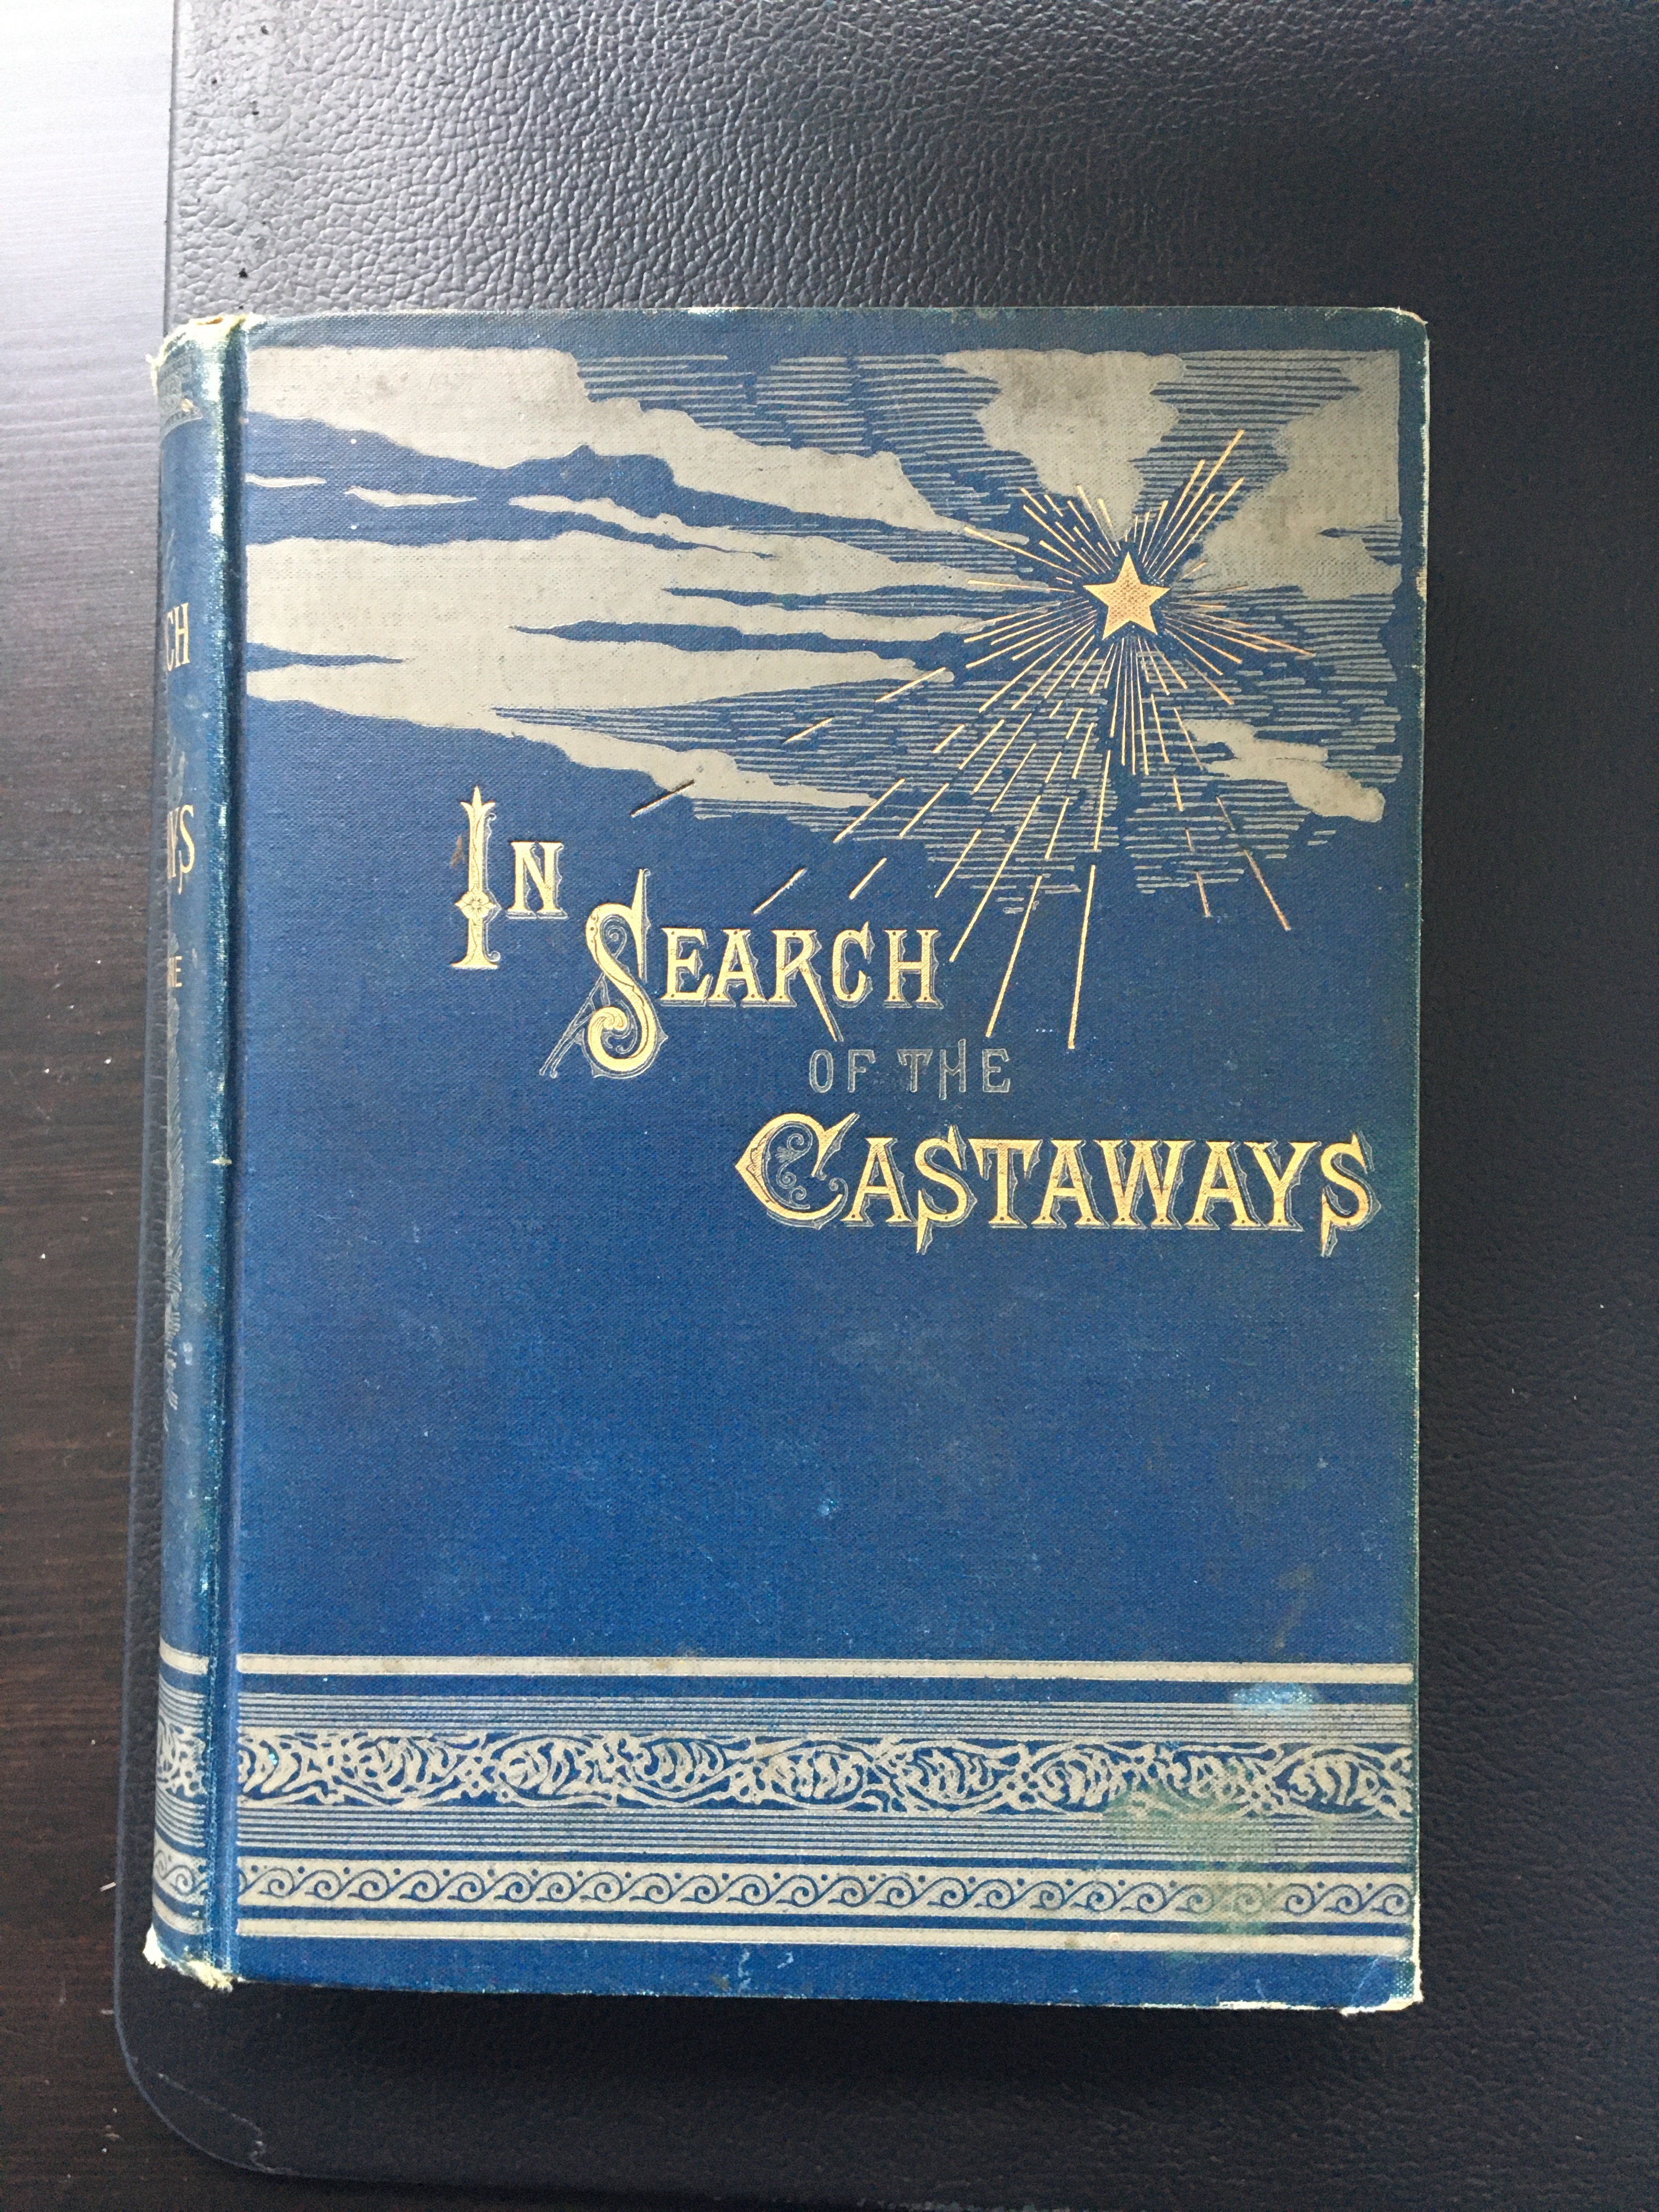 In
Search
of the
Castaways